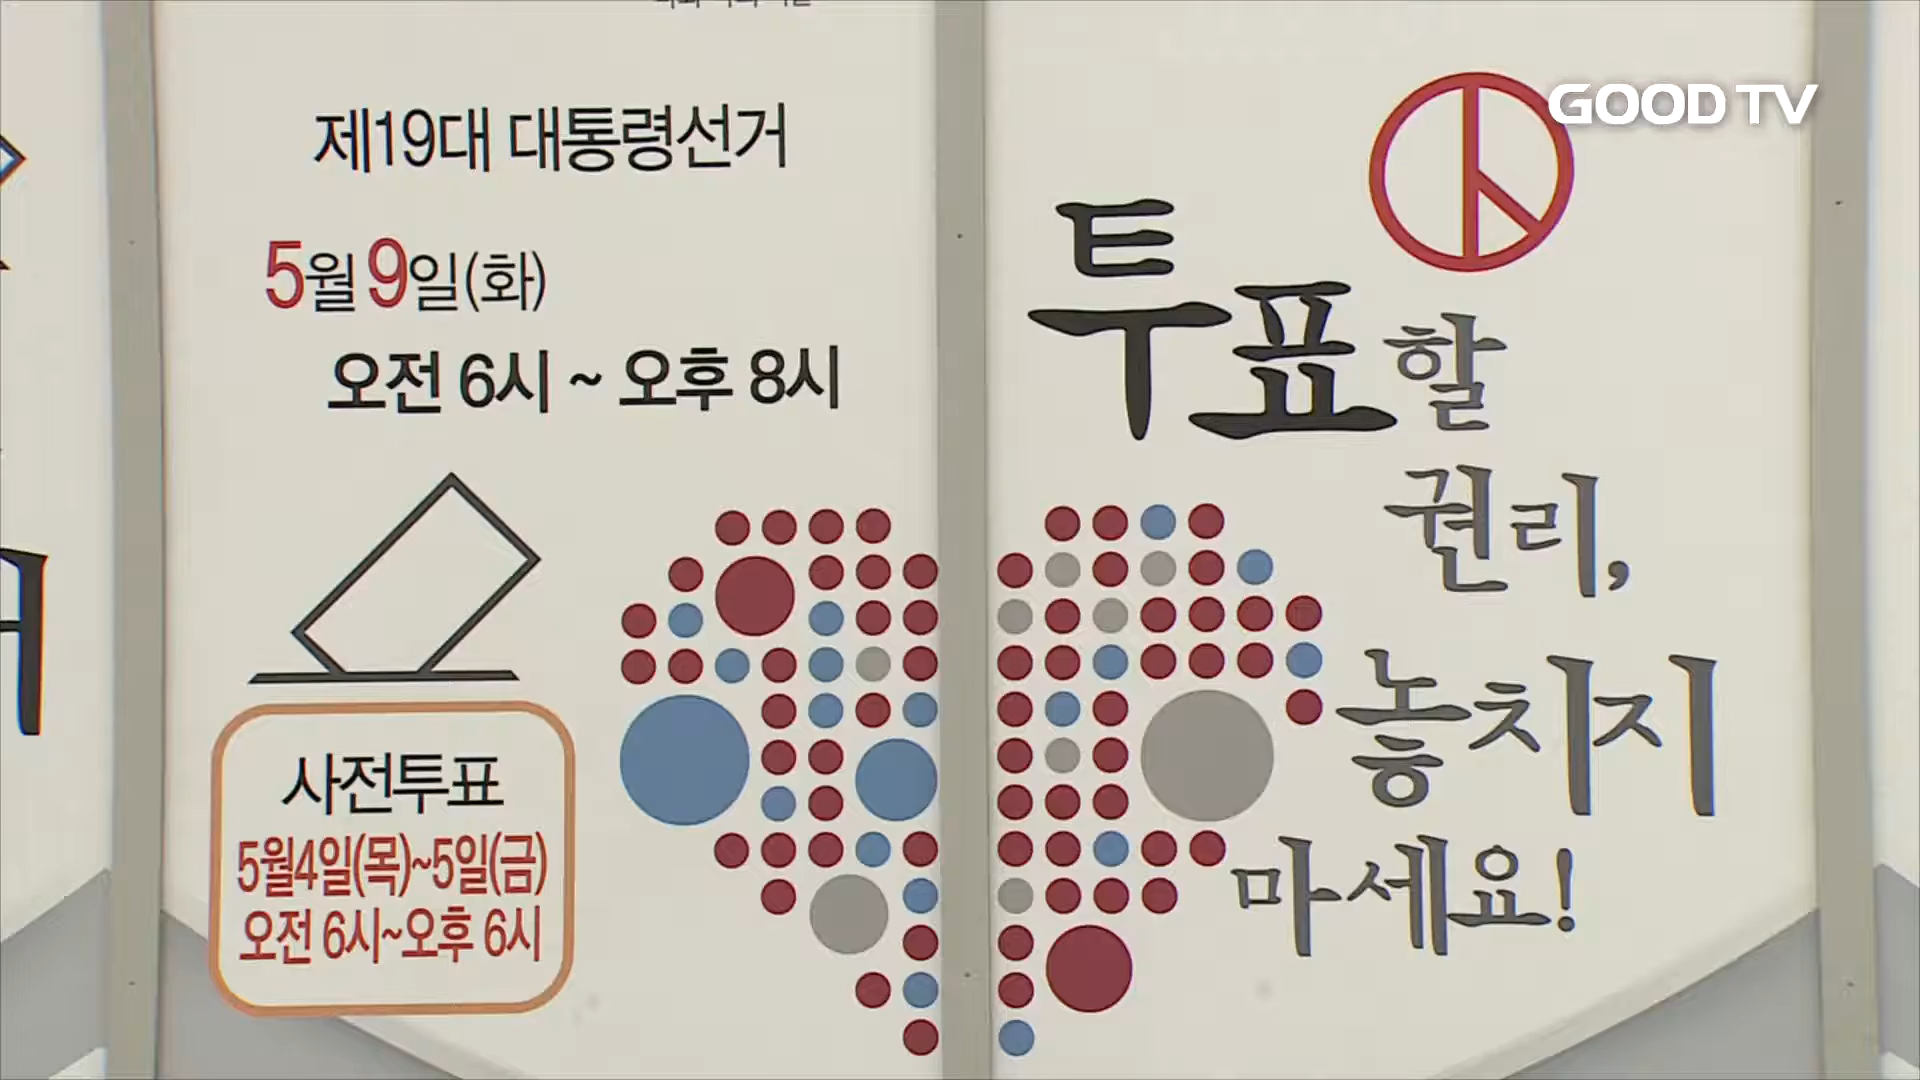 제19대 대통령선거
5월 9일(화)
오전 6시 ~ 오후 8시
사전투표
5월4일(목)~5일(금)
오전 6시~오후 6시
GOOD TV
투표할
권리,
놓치지
마세요!